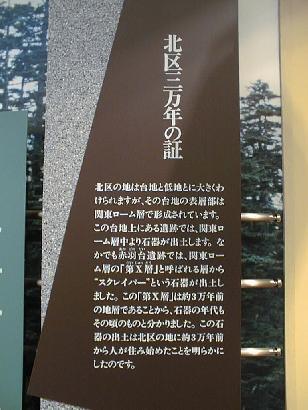 北区三万年の証
北区の地は台地と低地とに大きくわ
けられますが、その台地の表層部は
関東ローム層で形成されています。
この台地上にある遺跡では、関東ロ
ーム層中より石器が出土します。な
かでも赤羽台遺跡では、関東ローム
層の「第X層」と呼ばれる層から
“スクレイパー”という石器が出土し
ました。この「第X層」は約3万年前
の地層であることから、石器の年代も
その頃のものと分かりました。この石
器の出土は北区の地に約3万年前
から人が住み始めたことを明らかに
したのです。